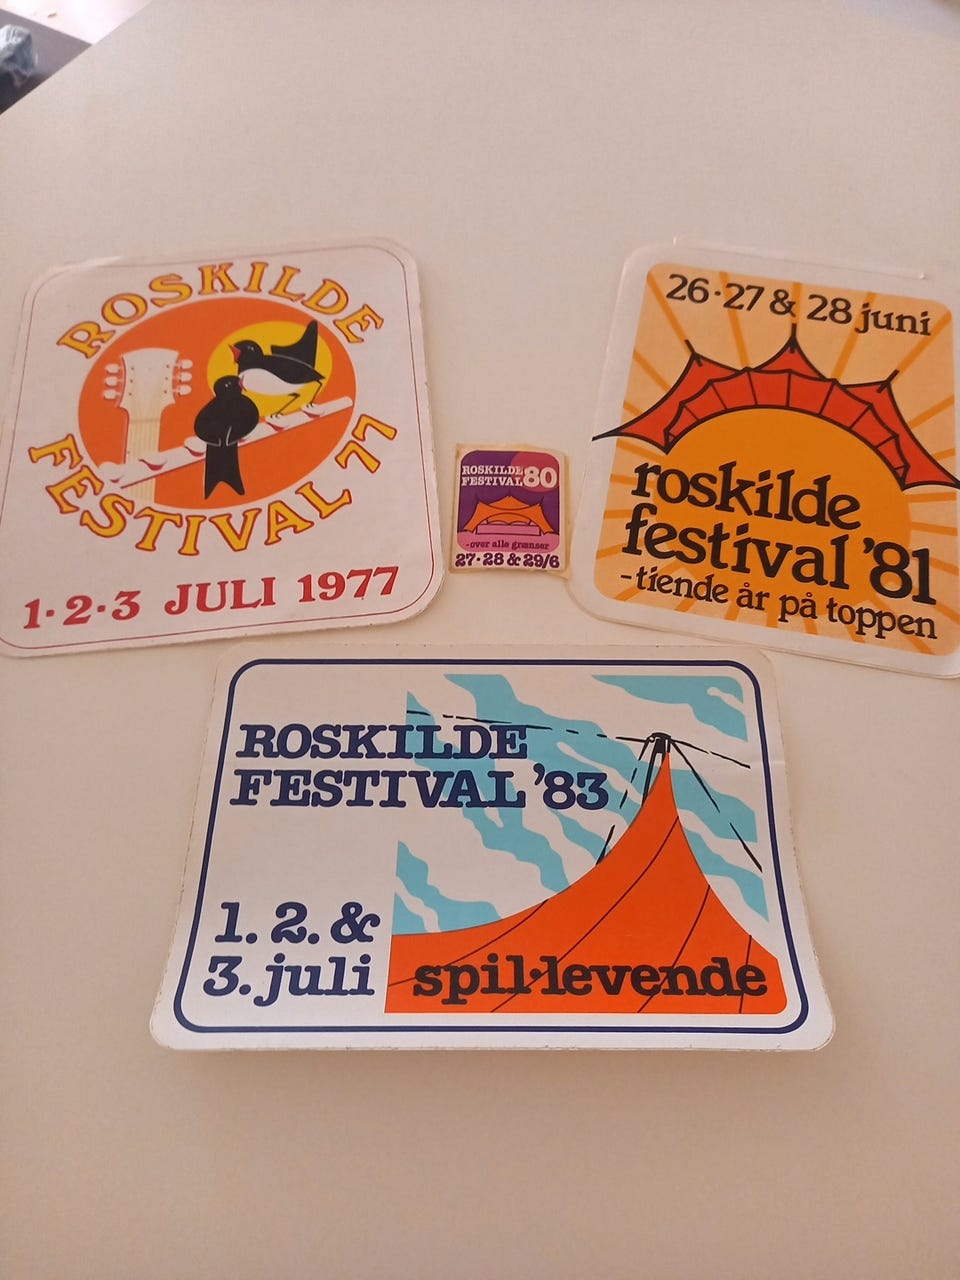 ROSKILDE
FESTIVAL 77
1·2·3 JULI 1977
ROSKILDE
FESTIVAL 80
-over alle grænser
27·28 & 29/6
26·27 & 28 juni
roskilde
festival '81
-tiende år på toppen
ROSKILDE
FESTIVAL '83
1. 2. &
3. juli
spil·levende